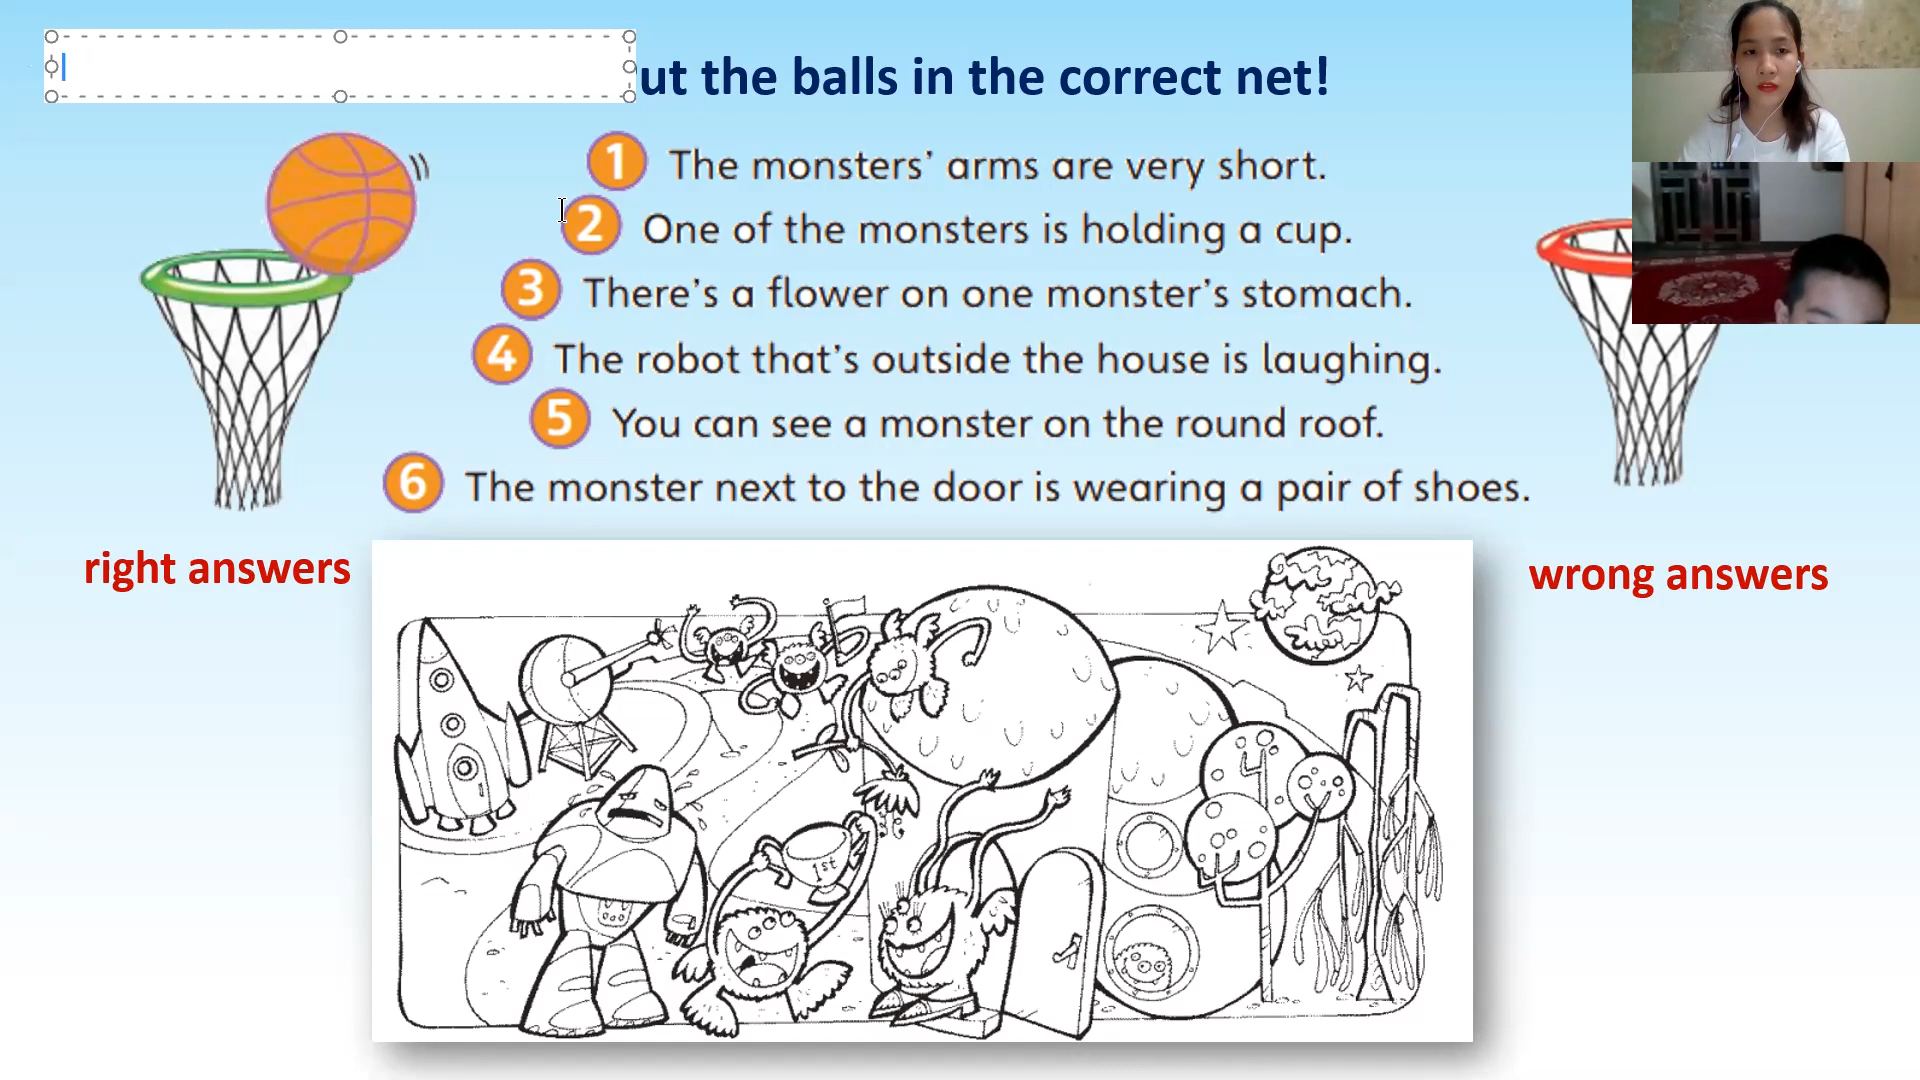 ut the balls in the correct net!
1 The monsters’ arms are very short.
2 One of the monsters is holding a cup.
3 There’s a flower on one monster’s stomach.
4 The robot that’s outside the house is laughing.
5 You can see a monster on the round roof.
6 The monster next to the door is wearing a pair of shoes.
right answers
wrong answers
1st